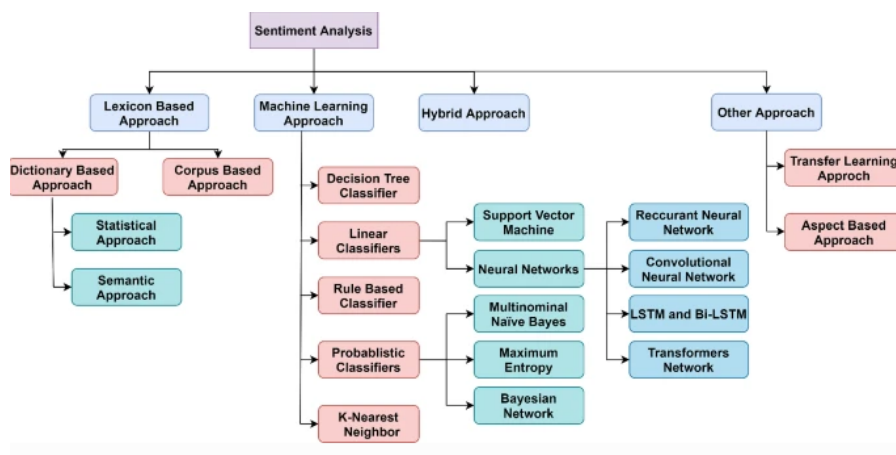 Sentiment Analysis
Lexicon Based
Approach
Machine Learning
Approach
Hybrid Approach
Other Approach
Dictionary Based
Approach
Corpus Based
Approach
Statistical
Approach
Semantic
Approach
Decision Tree
Classifier
Linear
Classifiers
Rule Based
Classifier
Probablistic
Classifiers
K-Nearest
Neighbor
Support Vector
Machine
Neural Networks
Multinominal
Naïve Bayes
Maximum
Entropy
Bayesian
Network
Reccurant Neural
Network
Convolutional
Neural Network
LSTM and Bi-LSTM
Transformers
Network
Transfer Learning
Approch
Aspect Based
Approach